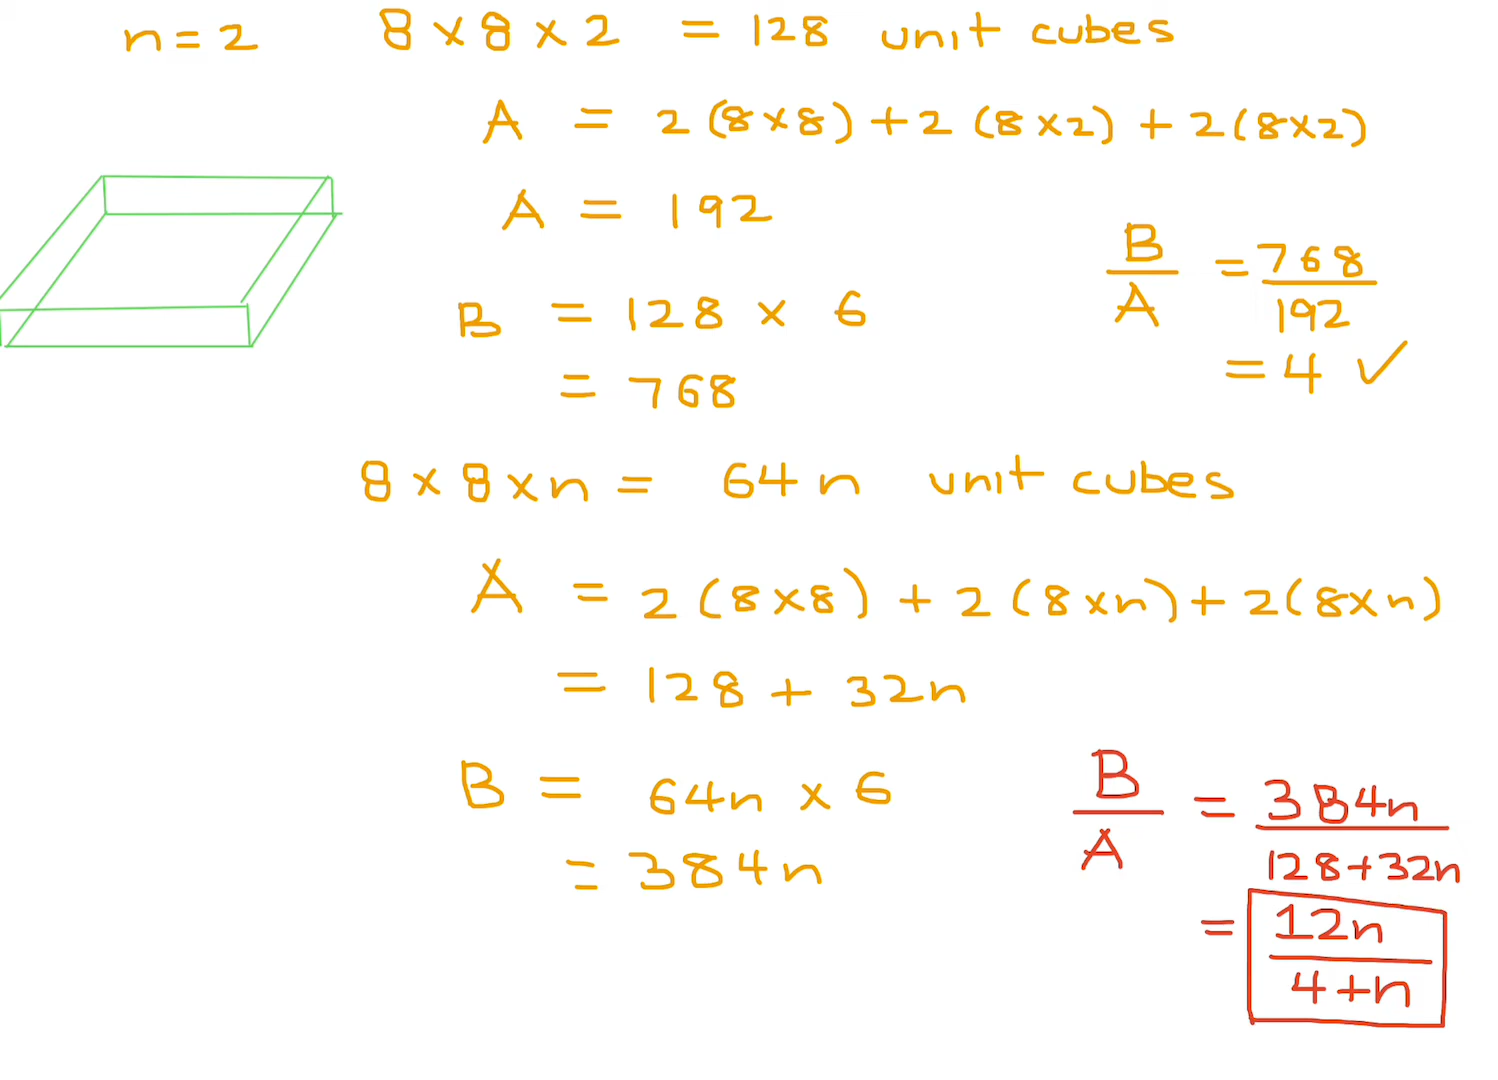 n = 2 8 × 8 × 2 = 128 unit cubes
A = 2 (8×8) + 2 (8×2) + 2(8×2)
A = 192
B/A = 768/192
B = 128 × 6
= 4 ✓
= 768
8 × 8 × n = 64n unit cubes
A = 2 (8×8) + 2 (8×n) + 2(8×n)
= 128 + 32n
B = 64n × 6
B/A = 384n/128+32n
= 384n
= 12n/4+n